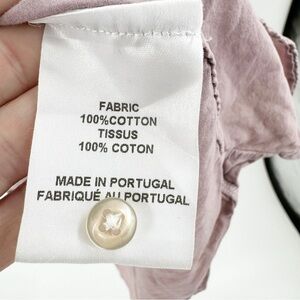 FABRIC
100%COTTON
TISSUS
100% COTON
MADE IN PORTUGAL
FABRIQUÉ AU PORTUGAL